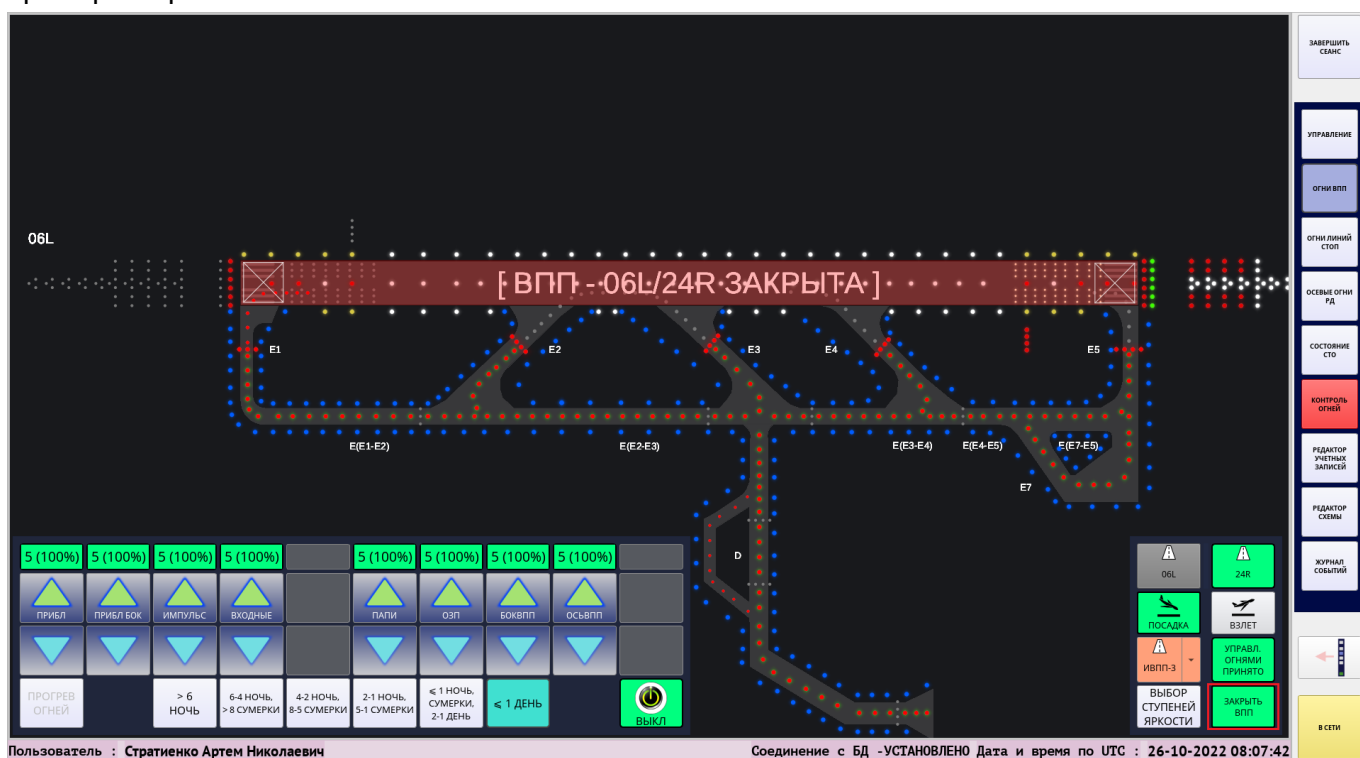 ЗАВЕРШИТЬ
СЕАНС
УПРАВЛЕНИЕ
ОГНИ ВПП
06L
ОГНИ ЛИНИЙ
СТОП
[ ВПП - 06L/24R ЗАКРЫТА ]
ОСЕВЫЕ ОГНИ
РД
E1
E2
E3
E4
E5
СОСТОЯНИЕ
СТО
КОНТРОЛЬ
ОГНЕЙ
E(E1-E2)
E(E2-E3)
E(E3-E4)
E(E4-E5)
E(E7-E5)
РЕДАКТОР
УЧЕТНЫХ
ЗАПИСЕЙ
E7
РЕДАКТОР
СХЕМЫ
D
ЖУРНАЛ
СОБЫТИЙ
5 (100%) 5 (100%) 5 (100%) 5 (100%) 5 (100%) 5 (100%) 5 (100%) 5 (100%)
ПРИБЛ ПРИБЛ БОК ИМПУЛЬС ВХОДНЫЕ ПАПИ ОЗП БОКВПП ОСЬВПП
ПРОГРЕВ
ОГНЕЙ
> 6
НОЧЬ
6-4 НОЧЬ,
> 8 СУМЕРКИ
4-2 НОЧЬ,
8-5 СУМЕРКИ
2-1 НОЧЬ,
5-1 СУМЕРКИ
⩽ 1 НОЧЬ,
СУМЕРКИ,
2-1 ДЕНЬ
⩽ 1 ДЕНЬ
ВЫКЛ
06L
24R
ПОСАДКА
ВЗЛЕТ
ИВПП-3
УПРАВЛ.
ОГНЯМИ
ПРИНЯТО
ВЫБОР
СТУПЕНЕЙ
ЯРКОСТИ
ЗАКРЫТЬ
ВПП
В СЕТИ
Пользователь : Стратиенко Артем Николаевич
Соединение с БД -УСТАНОВЛЕНО Дата и время по UTC : 26-10-2022 08:07:42